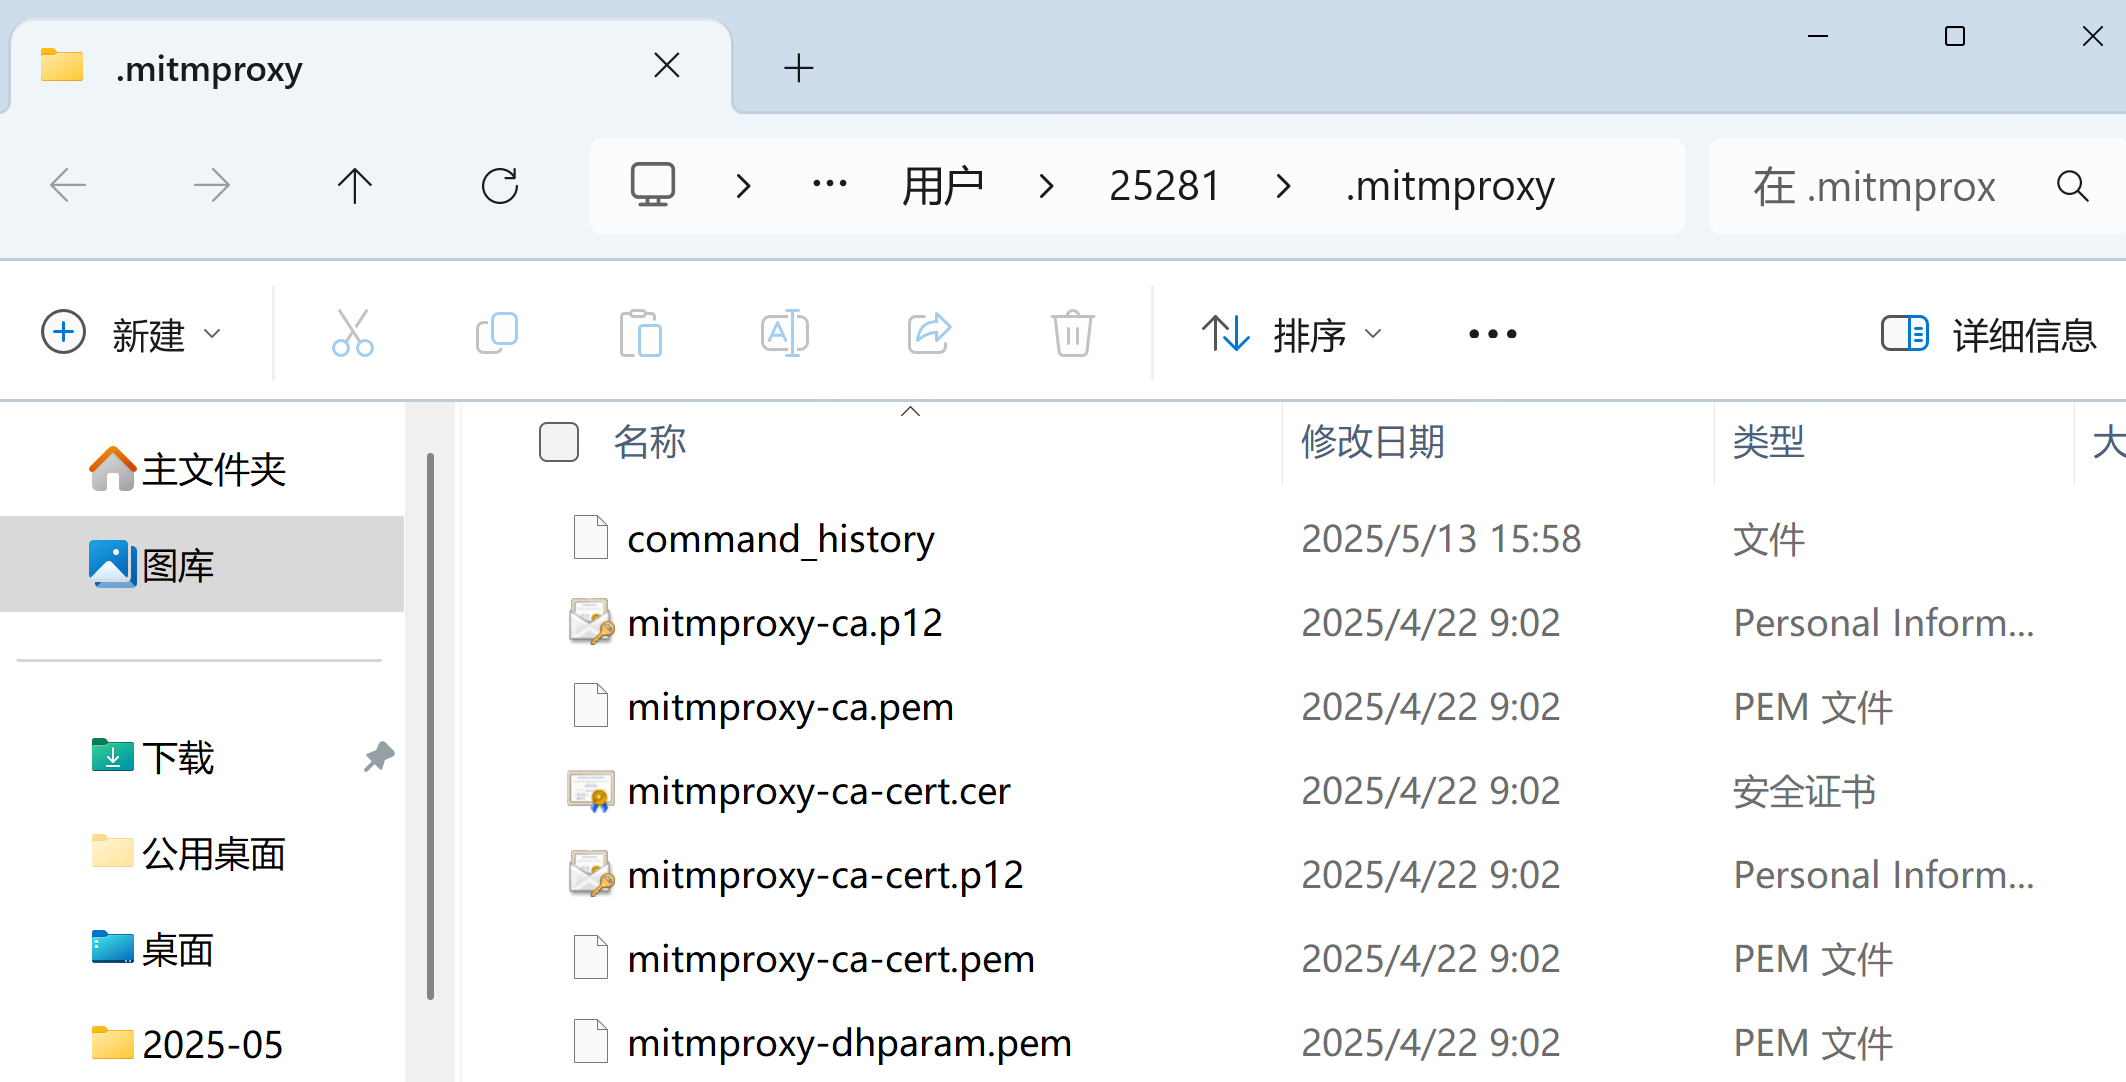 .mitmproxy
… 用户 25281 .mitmproxy
在 .mitmprox
新建 排序 详细信息
主文件夹
图库
下载
公用桌面
桌面
2025-05
名称 修改日期 类型 大
command_history 2025/5/13 15:58 文件
mitmproxy-ca.p12 2025/4/22 9:02 Personal Inform...
mitmproxy-ca.pem 2025/4/22 9:02 PEM 文件
mitmproxy-ca-cert.cer 2025/4/22 9:02 安全证书
mitmproxy-ca-cert.p12 2025/4/22 9:02 Personal Inform...
mitmproxy-ca-cert.pem 2025/4/22 9:02 PEM 文件
mitmproxy-dhparam.pem 2025/4/22 9:02 PEM 文件